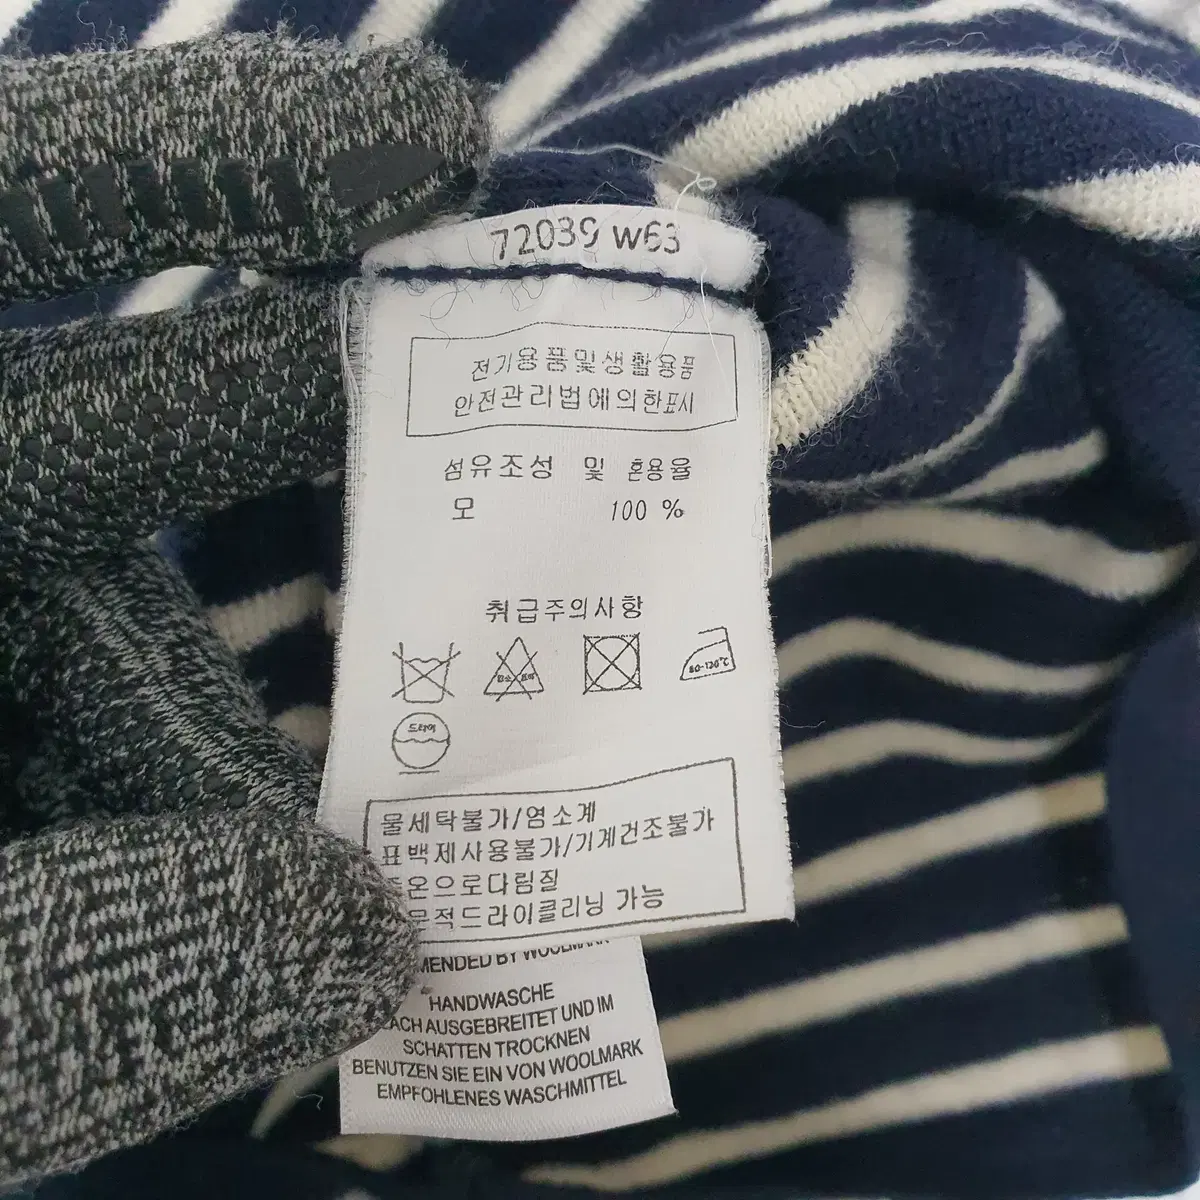 72039 W63
전기용품및생활용품
안전관리법에의한표시
섬유조성 및 혼용율
모 100 %
취급주의사항
80-120℃
드라이
물세탁불가/염소계
표백제사용불가/기계건조불가
온으로다림질
적드라이클리닝 가능
MENDED BY WOOLMARK
HANDWASCHE
ACH AUSGEBREITET UND IM
SCHATTEN TROCKNEN
BENUTZEN SIE EIN VON WOOLMARK
EMPFOHLENES WASCHMITTEL